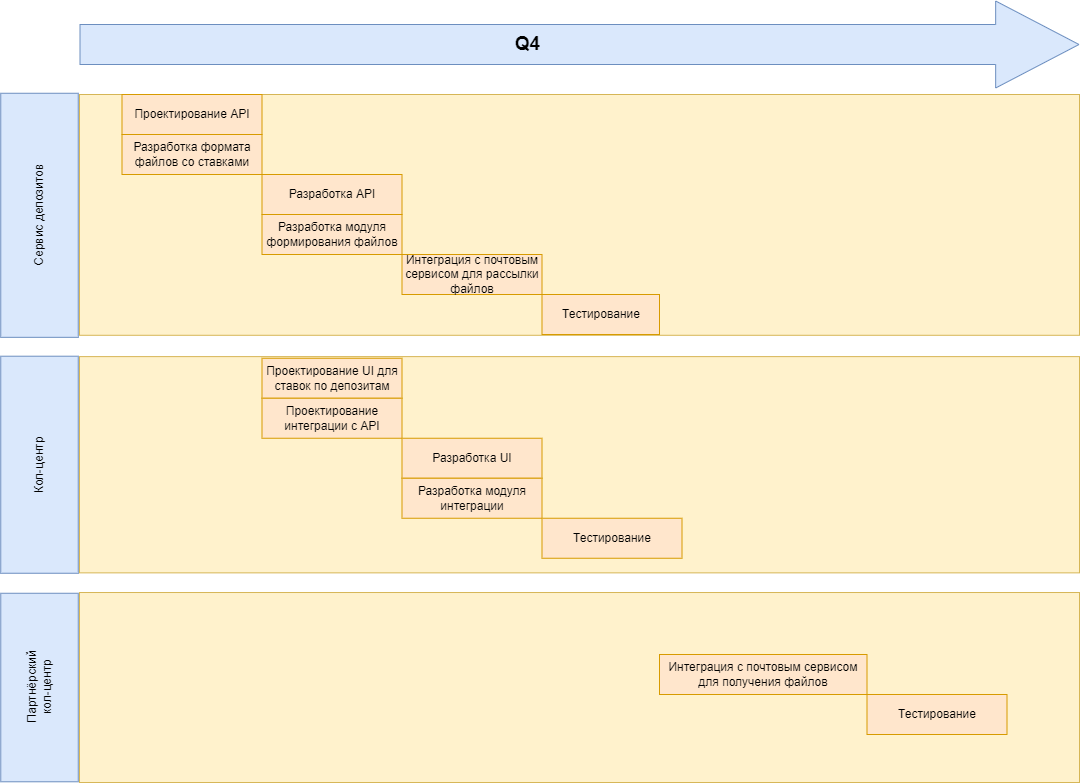 Q4
Сервис депозитов
Проектирование API
Разработка формата
файлов со ставками
Разработка API
Разработка модуля
формирования файлов
Интеграция с почтовым
сервисом для рассылки
файлов
Тестирование
Кол-центр
Проектирование UI для
ставок по депозитам
Проектирование
интеграции с API
Разработка UI
Разработка модуля
интеграции
Тестирование
Партнёрский
кол-центр
Интеграция с почтовым сервисом
для получения файлов
Тестирование